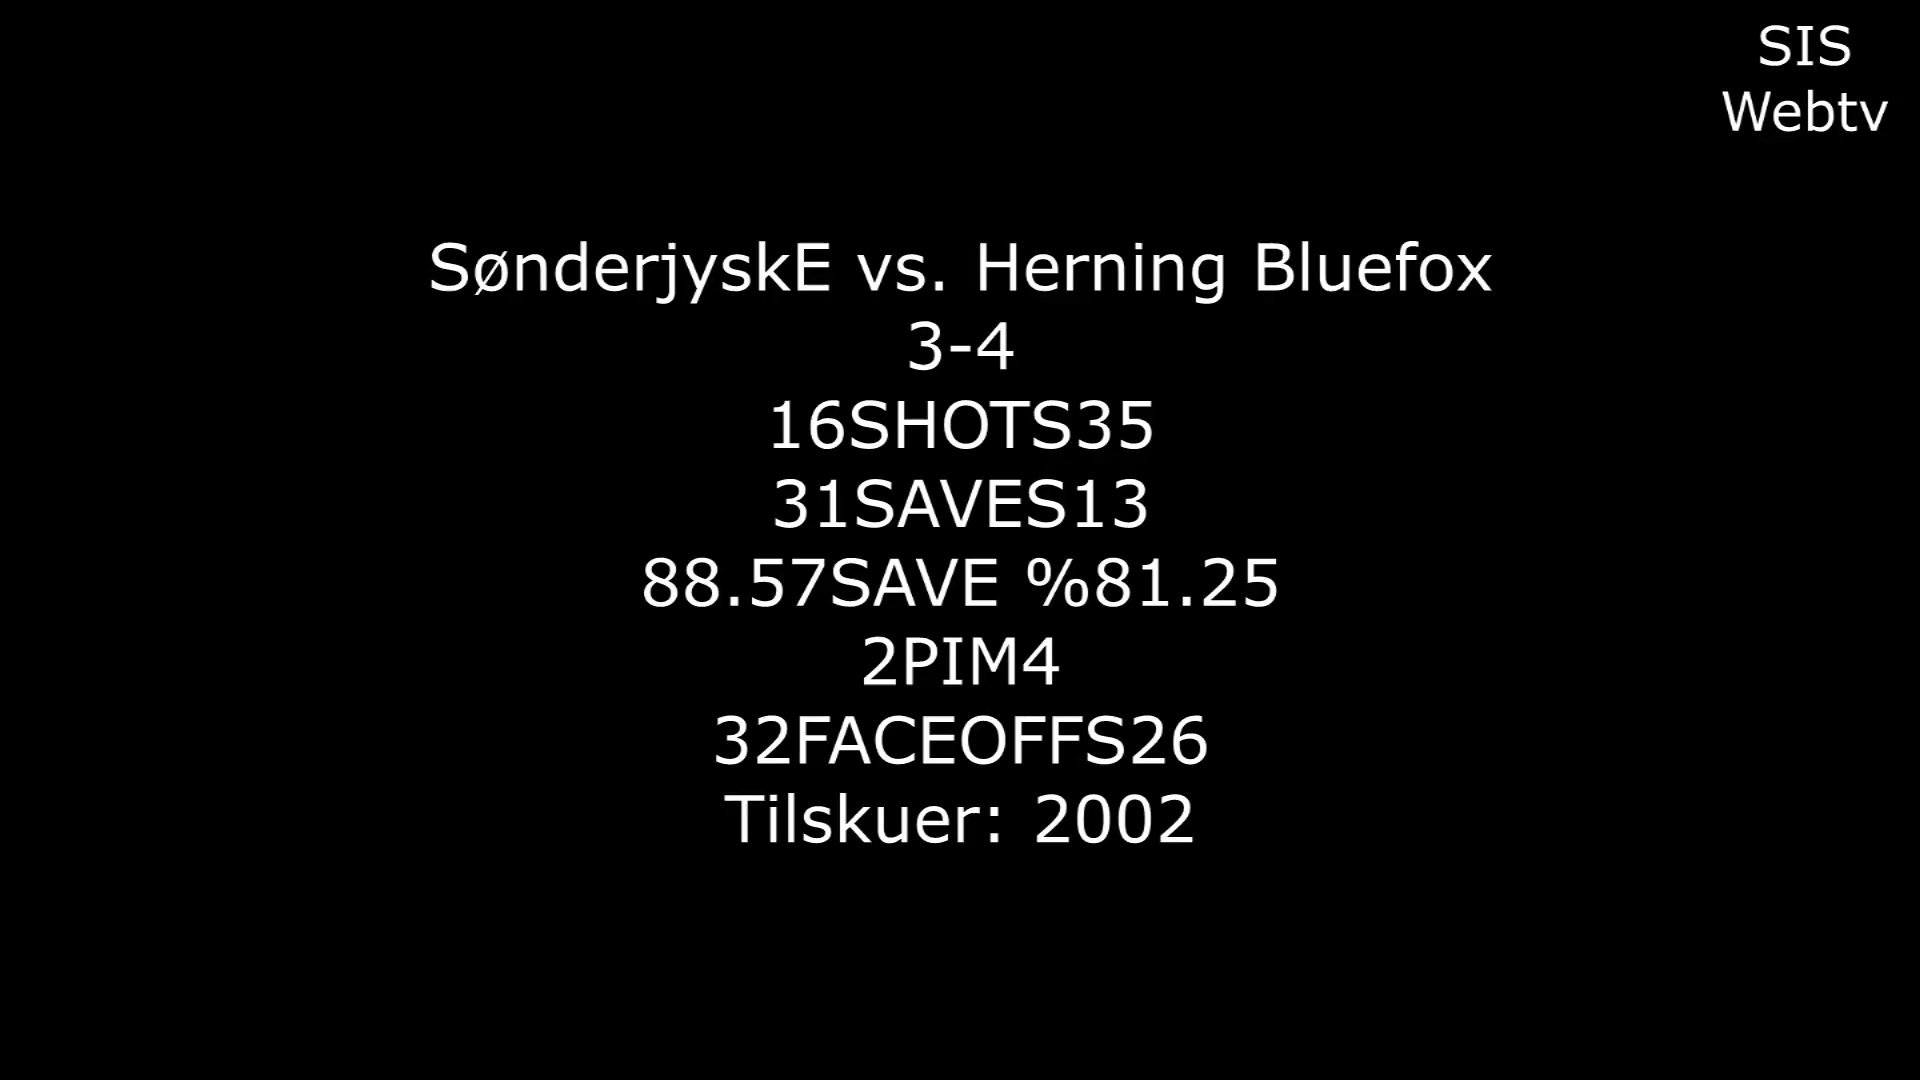 SIS
Webtv
SønderjyskE vs. Herning Bluefox
3-4
16SHOTS35
31SAVES13
88.57SAVE %81.25
2PIM4
32FACEOFFS26
Tilskuer: 2002